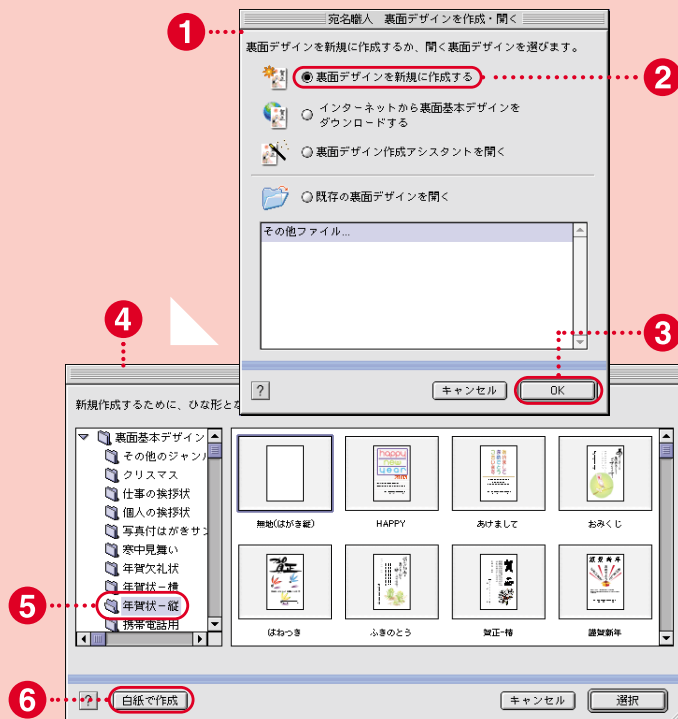 宛名職人 裏面デザインを作成・開く
1
裏面デザインを新規に作成するか、開く裏面デザインを選びます。
裏面デザインを新規に作成する
2
インターネットから裏面基本デザインを
ダウンロードする
裏面デザイン作成アシスタントを開く
既存の裏面デザインを開く
その他ファイル...
3
? キャンセル OK
4
新規作成するために、ひな形と
裏面基本デザイン
その他のジャン
クリスマス
仕事の挨拶状
個人の挨拶状
写真付はがきサン
寒中見舞い
年賀欠礼状
年賀状-横
5
年賀状-縦
携帯電話用
無地(はがき縦) HAPPY あけまして おみくじ
はねつき ふきのとう 賀正-椿 謹賀新年
6
? 白紙で作成 キャンセル 選択